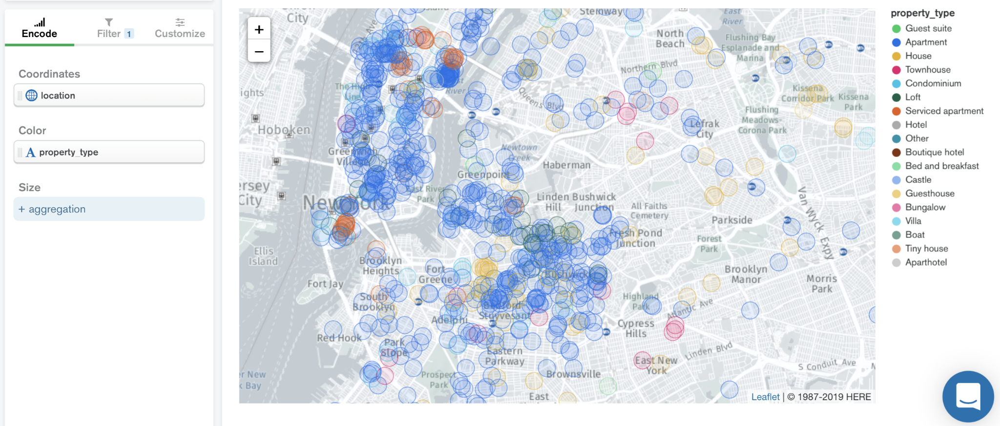 Encode
Filter 1
Customize
Coordinates
location
Color
A property_type
Size
+ aggregation
+
−
City
Island
Steinway
East
River
North
Beach
Flushing Bay
Esplanade and
Marina
Northern Blvd
ights
The High
Line
River
Queens Blvd
Kissena
Corridor Park
Kissena
Park
Flushing
Meadows-
Corona Park
Lefrak
City
Hoboken
Greenwich
Village
Newtown
Creek
Haberman
Greenpoint
ersey
City
New York
East River
Park
Linden
Hill
Bushwick
Junction
All Faiths
Cemetery
Parkside
Van Wyck Expy
Fresh Pond
Junction
Forest
Park
Ellis
Island
Brooklyn
Heights
Fort
Greene
Bushwick
Brooklyn
Manor
Morris
Park
Fort Jay
South
Brooklyn
Bedford-
Stuyvesant
Highland
Park
Atlantic Ave
Adelphi
Cypress
Hills
Red Hook
Park
Slope
Eastern
Parkway
Linden Blvd
East New
York
S Conduit Ave
er New
k Bay
Prospect
Park
Brownsville
East
Leaflet | © 1987-2019 HERE
property_type
Guest suite
Apartment
House
Townhouse
Condominium
Loft
Serviced apartment
Hotel
Other
Boutique hotel
Bed and breakfast
Castle
Guesthouse
Bungalow
Villa
Boat
Tiny house
Aparthotel